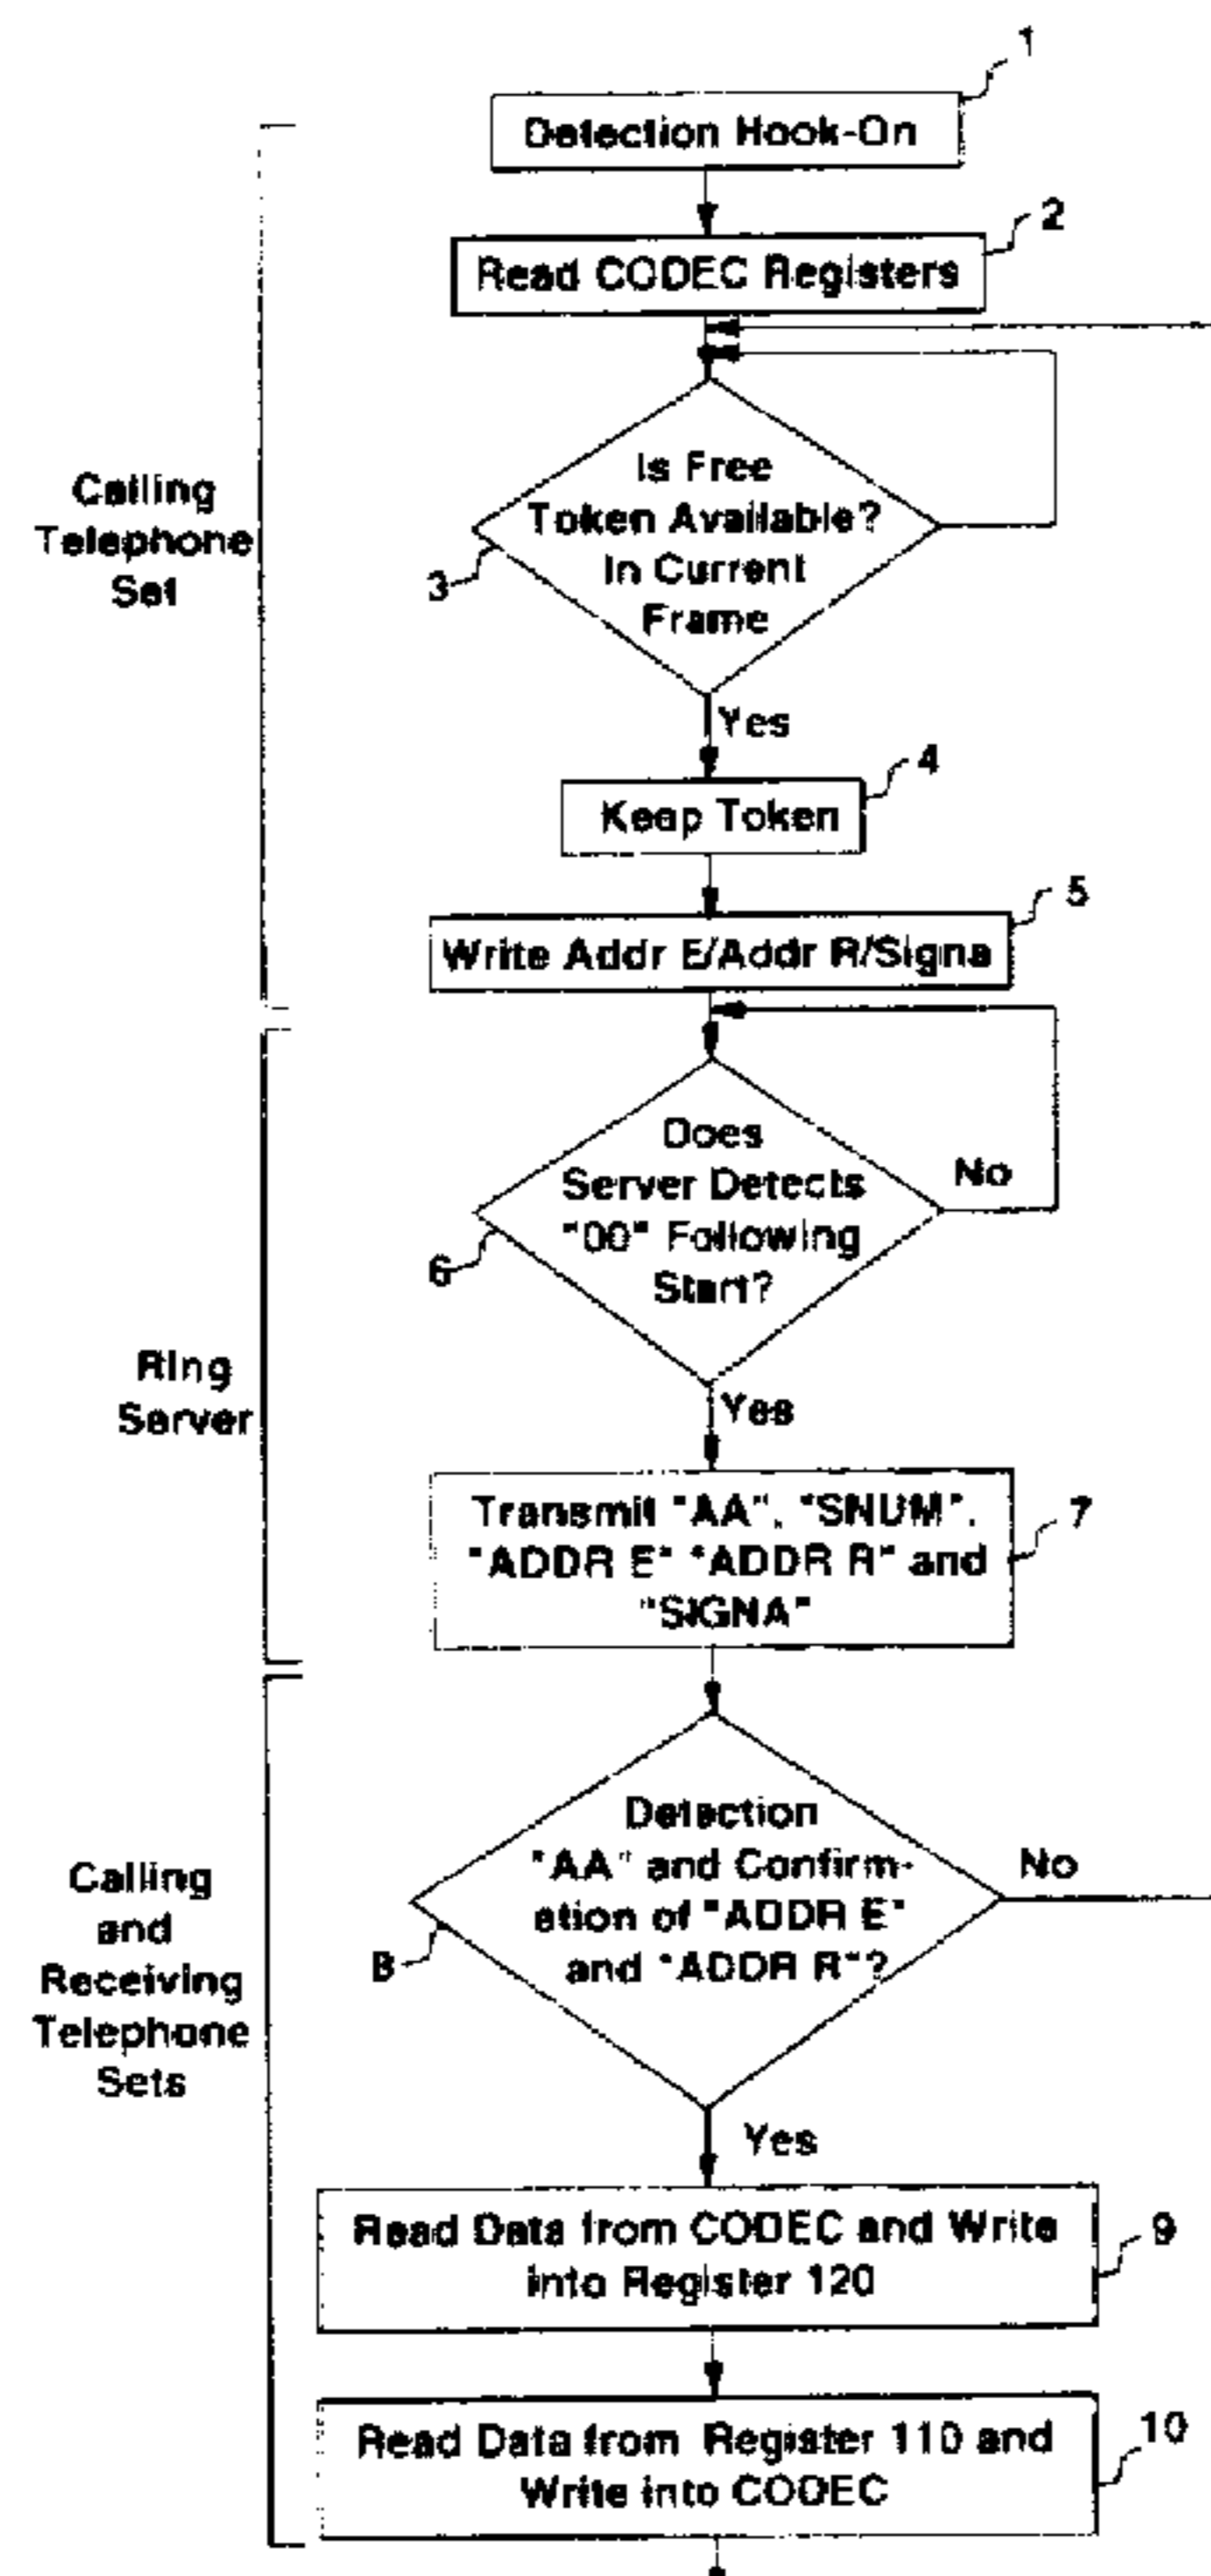 1
Detection Hook-On
2
Read CODEC Registers
Is Free
Token Available?
In Current
Frame
3
Calling
Telephone
Set
Yes
4
Keep Token
5
Write Addr E/Addr R/Signa
Does
Server Detects
"00" Following
Start?
No
6
Ring
Server
Yes
Transmit "AA", "SNUM",
"ADDR E" "ADDR R" and
"SIGNA"
7
Detection
"AA" and Confirm-
ation of "ADDR E"
and "ADDR R"?
No
8
Calling
and
Receiving
Telephone
Sets
Yes
Read Data from CODEC and Write
into Register 120
9
Read Data from Register 110 and
Write into CODEC
10